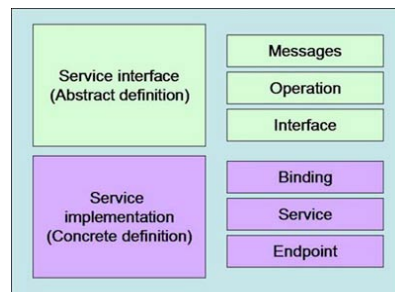 Service interface
(Abstract definition)
Messages
Operation
Interface
Service
implementation
(Concrete definition)
Binding
Service
Endpoint